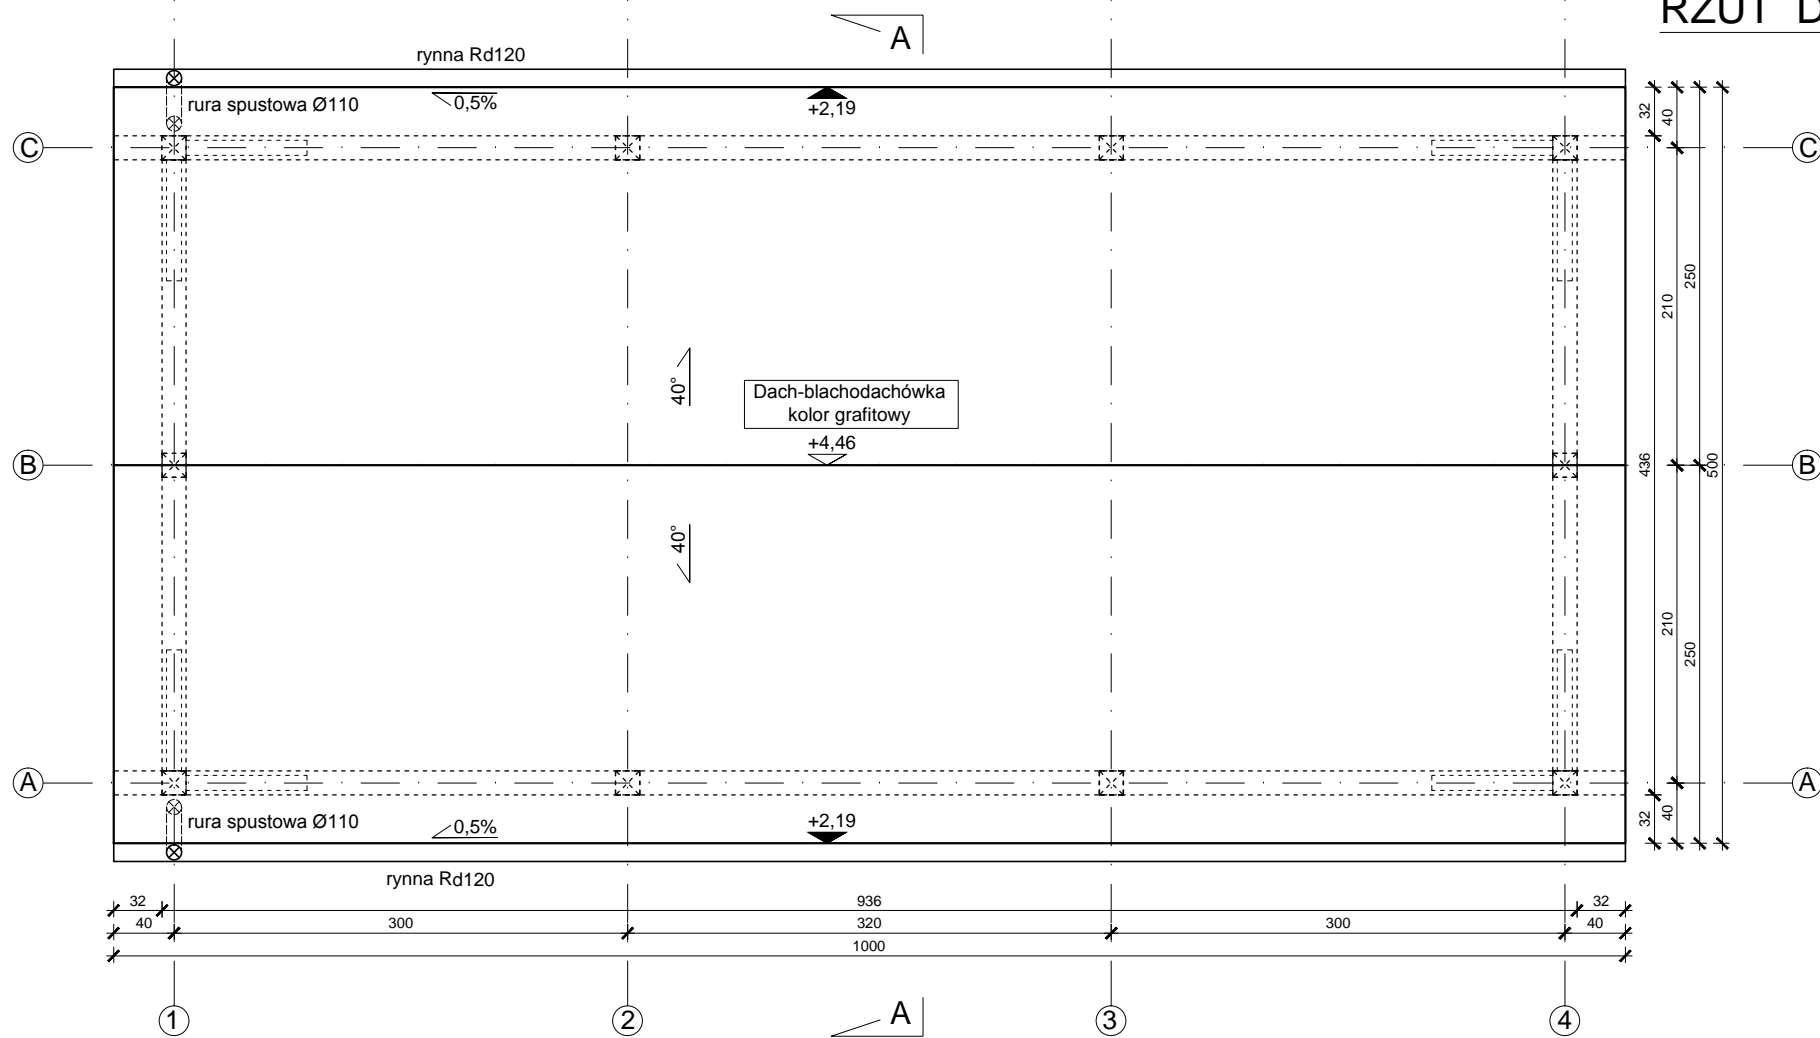 RZUT D
A
rynna Rd120
rura spustowa Ø110
0,5%
+2,19
32
40
C
C
250
210
40°
Dach-blachodachówka
kolor grafitowy
+4,46
B
436
500
B
40°
210
250
A
A
rura spustowa Ø110
0,5%
+2,19
32
40
rynna Rd120
32
936
32
40
300
320
300
40
1000
1
2
A
3
4